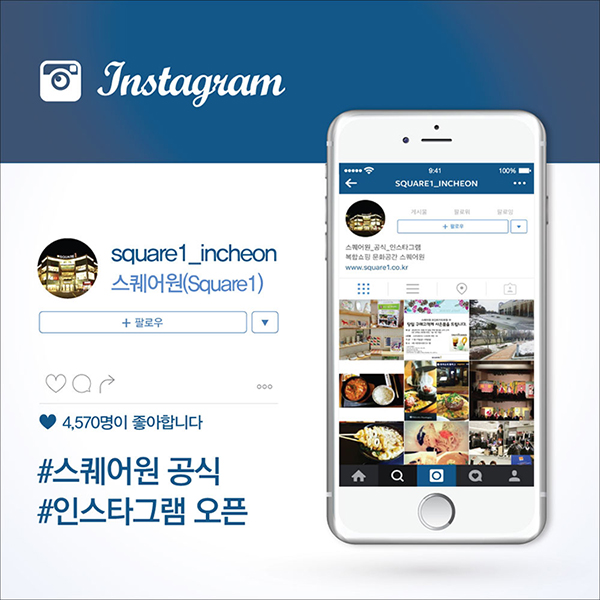 Instagram
square1_incheon
스퀘어원(Square1)
+ 팔로우
4,570명이 좋아합니다
#스퀘어원 공식
#인스타그램 오픈
9:41
100%
SQUARE1_INCHEON
게시물 팔로워 팔로잉
+ 팔로우
스퀘어원_공식_인스타그램
복합쇼핑 문화공간 스퀘어원
www.square1.co.kr